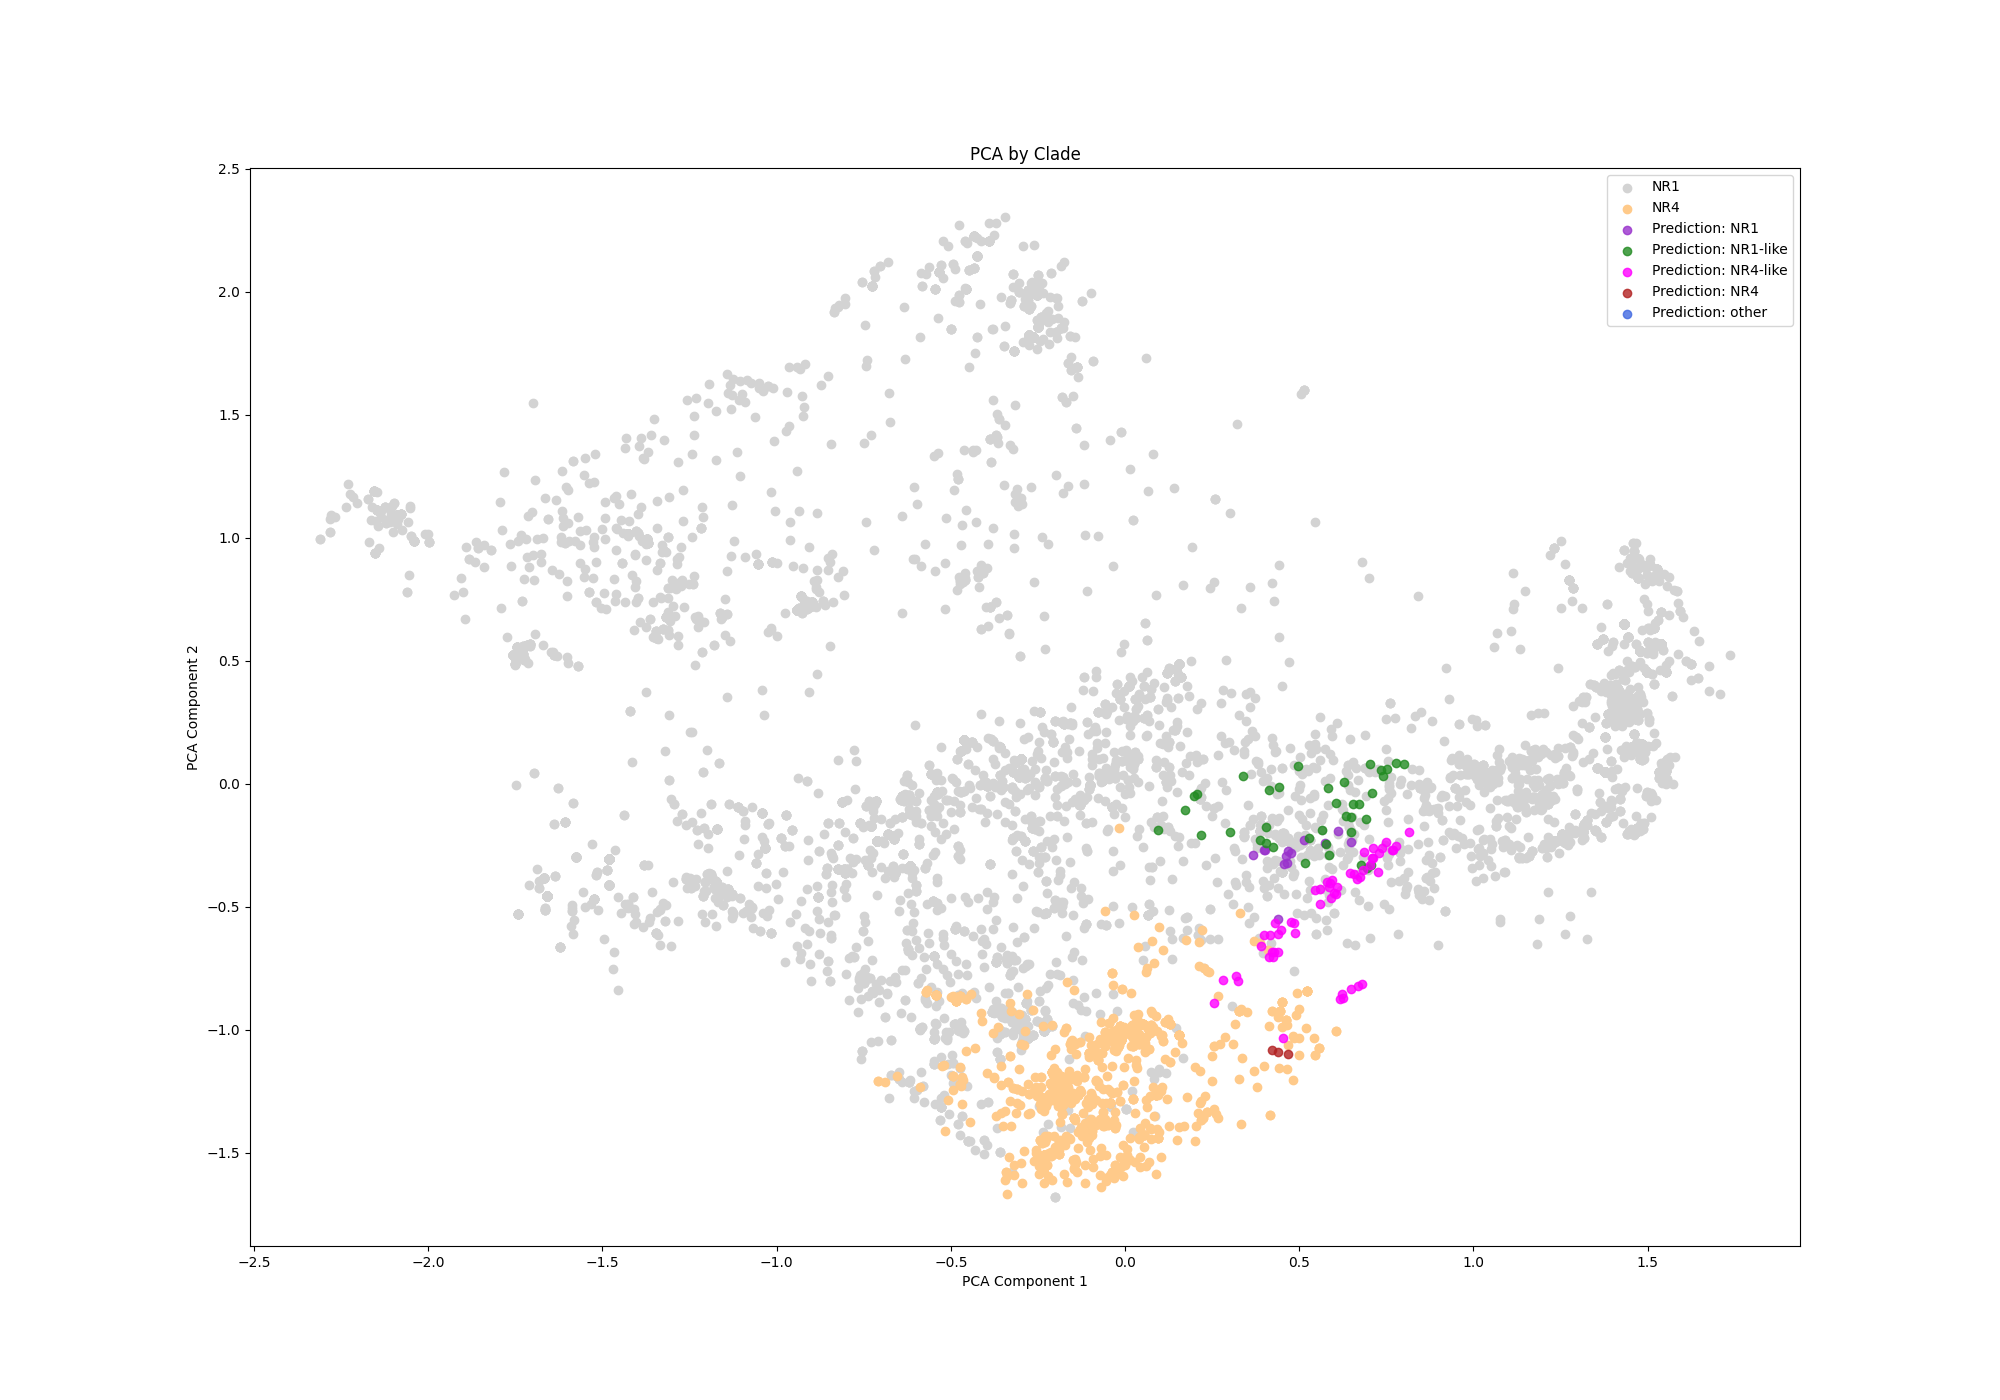 PCA by Clade
NR1
NR4
Prediction: NR1
Prediction: NR1-like
Prediction: NR4-like
Prediction: NR4
Prediction: other
PCA Component 2
2.5
2.0
1.5
1.0
0.5
0.0
−0.5
−1.0
−1.5
−2.5
−2.0
−1.5
−1.0
−0.5
0.0
0.5
1.0
1.5
PCA Component 1